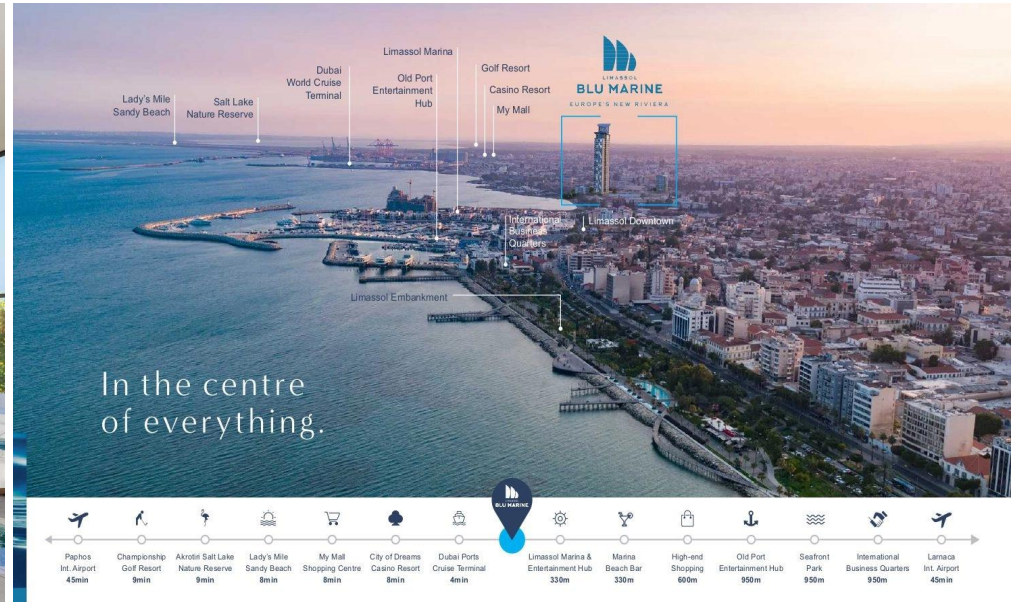 Limassol Marina
Dubai
World Cruise
Terminal
Old Port
Entertainment
Hub
Golf Resort
Casino Resort
My Mall
Lady's Mile
Sandy Beach
Salt Lake
Nature Reserve
LIMASSOL
BLU MARINE
EUROPE'S NEW RIVIERA
International
Business
Quarters
Limassol Downtown
Limassol Embankment
In the centre
of everything.
BLU MARINE
Paphos
Int. Airport
45min
Championship
Golf Resort
9min
Akrotiri Salt Lake
Nature Reserve
9min
Lady's Mile
Sandy Beach
8min
My Mall
Shopping Centre
8min
City of Dreams
Casino Resort
8min
Dubai Ports
Cruise Terminal
4min
Limassol Marina &
Entertainment Hub
330m
Marina
Beach Bar
330m
High-end
Shopping
600m
Old Port
Entertainment Hub
950m
Seafront
Park
950m
International
Business Quarters
950m
Larnaca
Int. Airport
45min